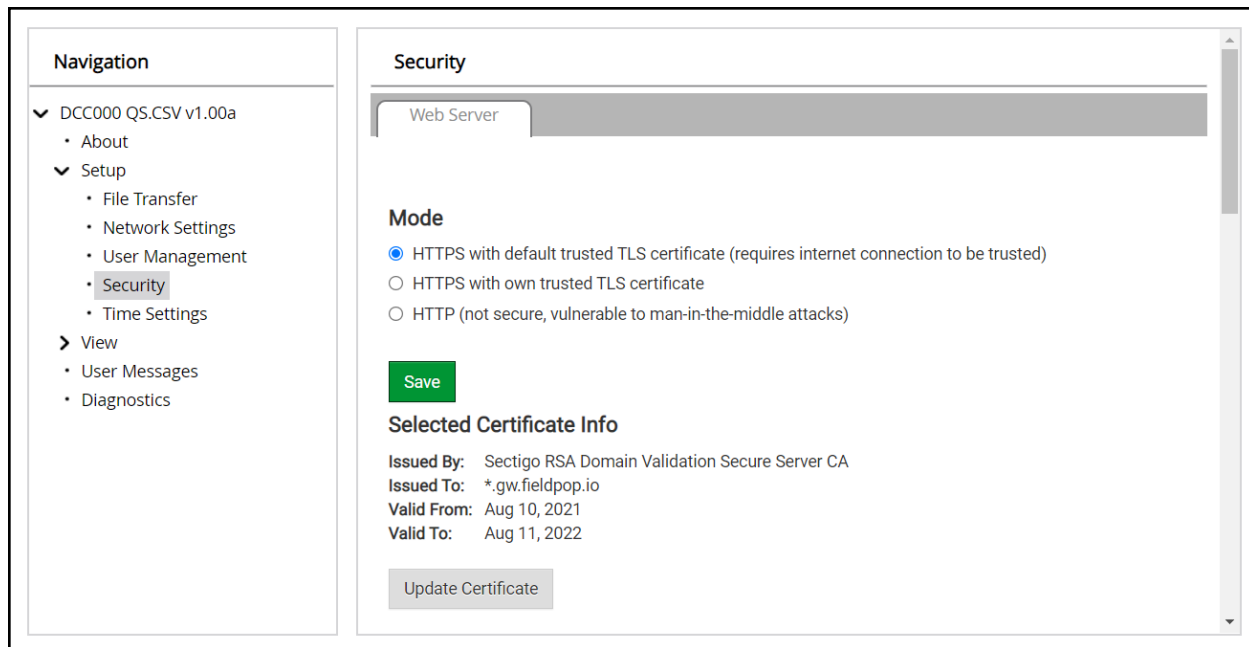 Navigation
DCC000 QS.CSV v1.00a
About
Setup
File Transfer
Network Settings
User Management
Security
Time Settings
View
User Messages
Diagnostics
Security
Web Server
Mode
HTTPS with default trusted TLS certificate (requires internet connection to be trusted)
HTTPS with own trusted TLS certificate
HTTP (not secure, vulnerable to man-in-the-middle attacks)
Save
Selected Certificate Info
Issued By: Sectigo RSA Domain Validation Secure Server CA
Issued To: *.gw.fieldpop.io
Valid From: Aug 10, 2021
Valid To: Aug 11, 2022
Update Certificate